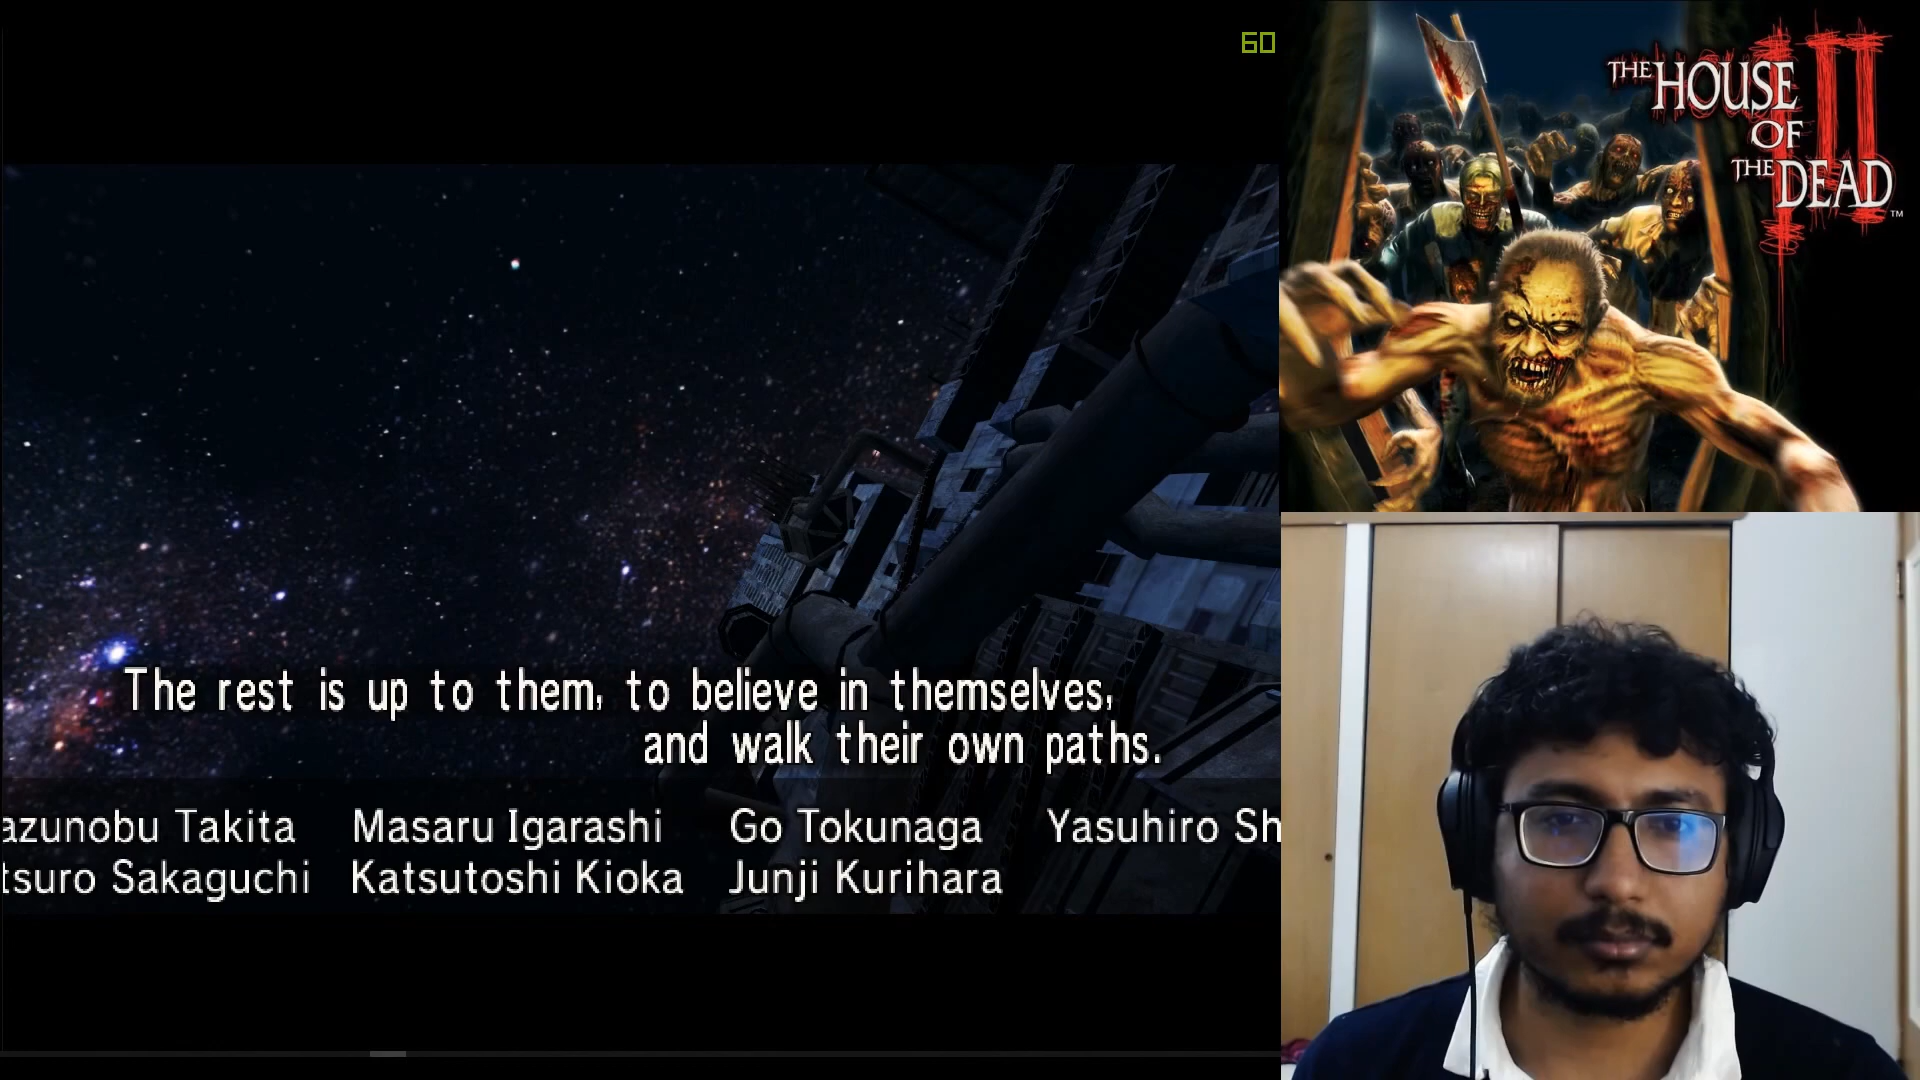 60
THE HOUSE
OF
THE DEAD
III
™
The rest is up to them, to believe in themselves,
and walk their own paths.
azunobu Takita Masaru Igarashi Go Tokunaga Yasuhiro Sh
tsuro Sakaguchi Katsutoshi Kioka Junji Kurihara